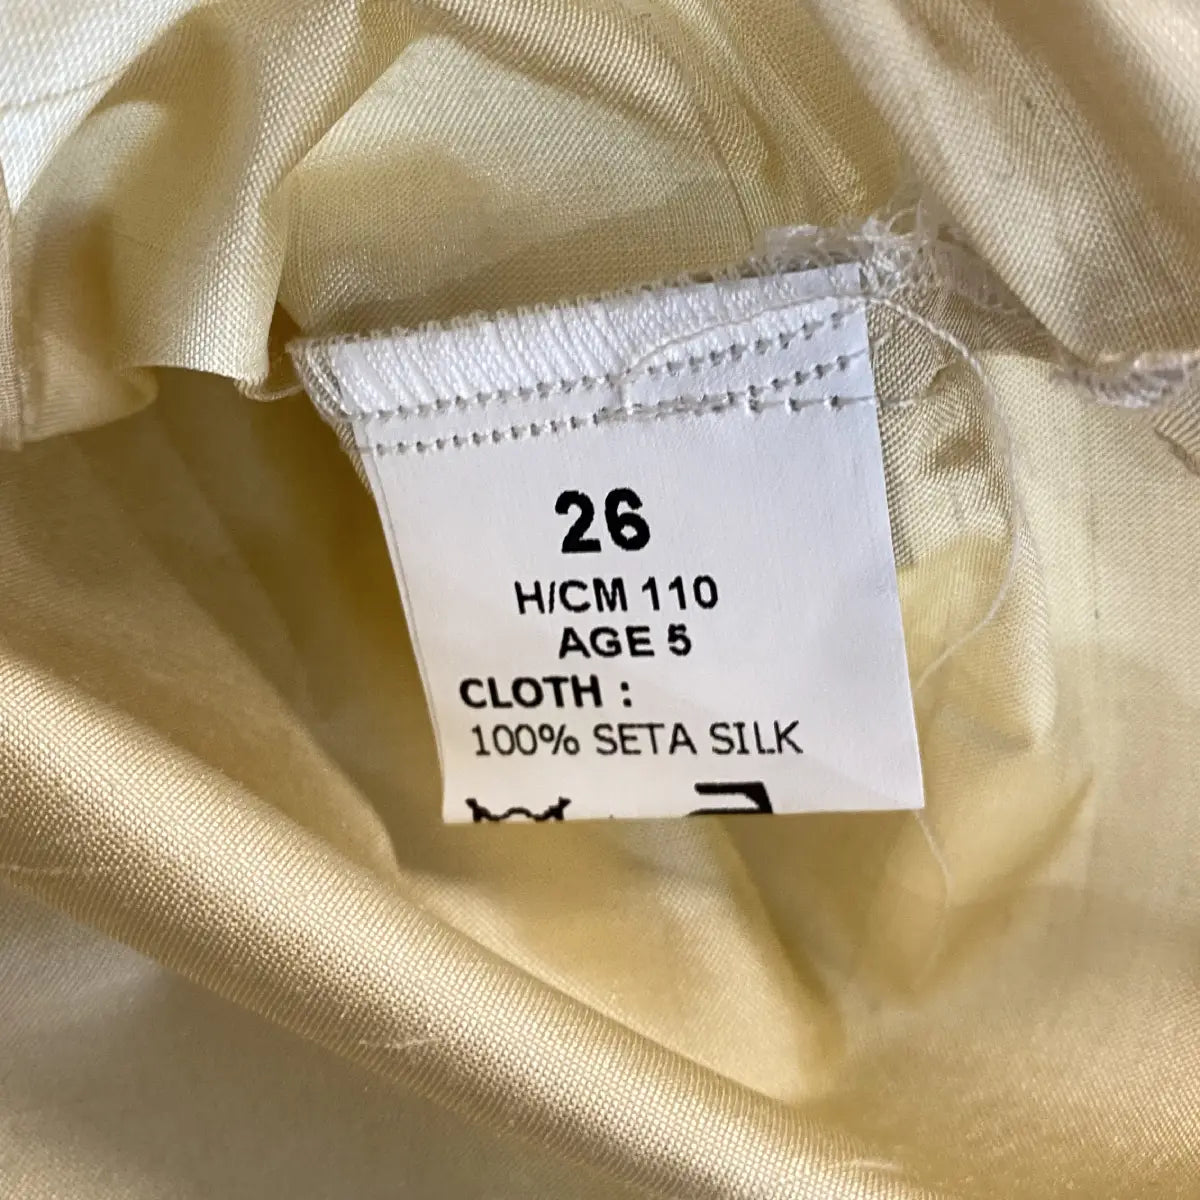 26
H/CM 110
AGE 5
CLOTH :
100% SETA SILK